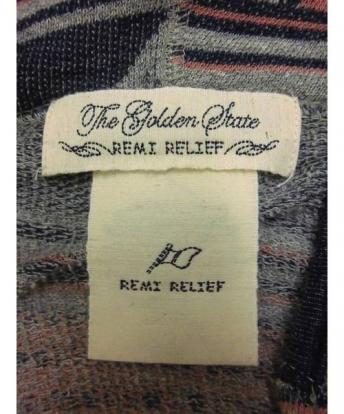 The Golden State
REMI RELIEF
REMI RELIEF